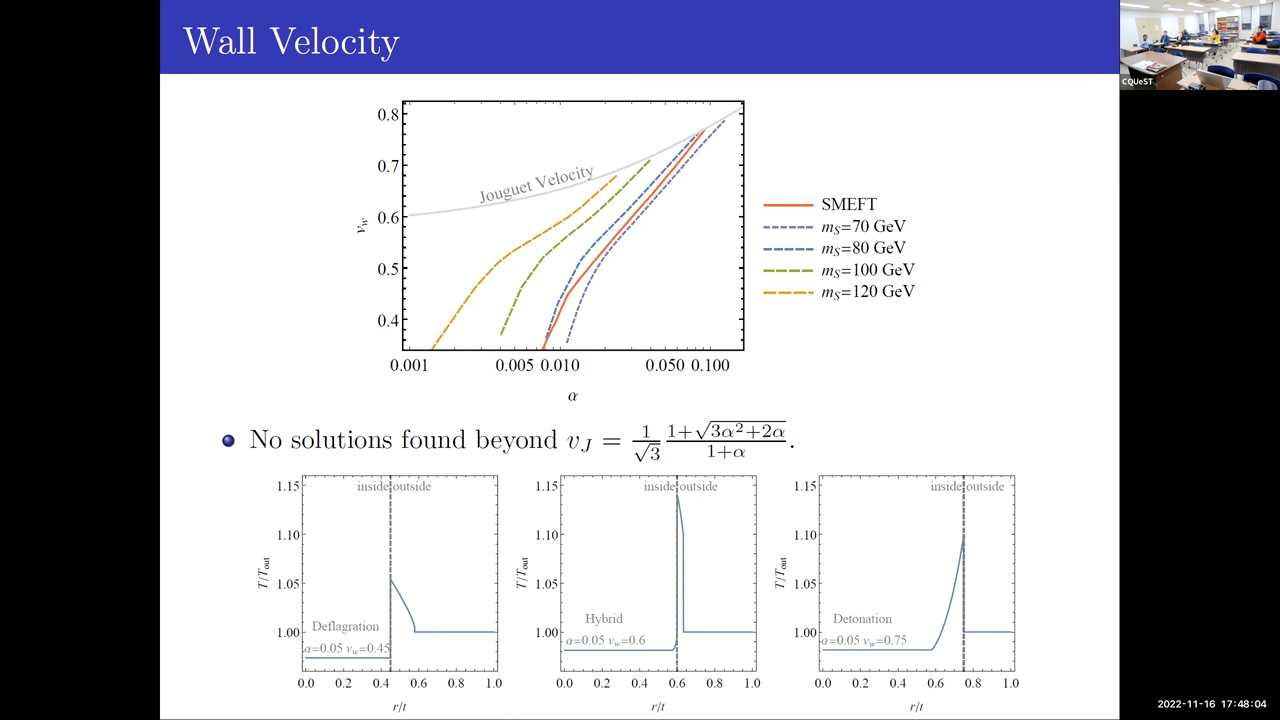 Wall Velocity
CQUeST
0.8
0.7
0.6
0.5
0.4
v_w
Jouguet Velocity
0.001 0.005 0.010 0.050 0.100
α
SMEFT
m_S=70 GeV
m_S=80 GeV
m_S=100 GeV
m_S=120 GeV
No solutions found beyond v_J = \frac{1}{\sqrt{3}} \frac{1+\sqrt{3α^2+2α}}{1+α}.
1.15
1.10
1.05
1.00
T/T_out
inside outside
Deflagration
α=0.05 v_w=0.45
0.0 0.2 0.4 0.6 0.8 1.0
r/t
1.15
1.10
1.05
1.00
T/T_out
inside outside
Hybrid
α=0.05 v_w=0.6
0.0 0.2 0.4 0.6 0.8 1.0
r/t
1.15
1.10
1.05
1.00
T/T_out
inside outside
Detonation
α=0.05 v_w=0.75
0.0 0.2 0.4 0.6 0.8 1.0
r/t
2022-11-16 17:48:04